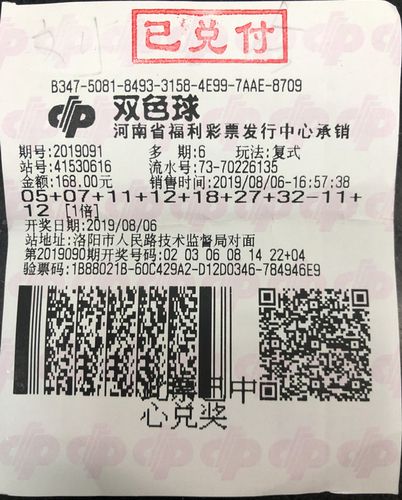 已兑付
B347-5081-8493-3158-4E99-7AAE-8709
双色球
河南省福利彩票发行中心承销
期号:2019091 多 期:6 玩法:复式
站号:41530616 流水号:73-70226135
金额:168.00元 销售时间:2019/08/06-16:57:38
05+07+11+12+18+27+32-11+
12 [1倍]
开奖日期:2019/08/06
站地址:洛阳市人民路技术监督局对面
第2019090期开奖号码:02 03 06 08 14 22+04
验票码:1B88021B-60C429A2-D12D0346-784946E9
此票已中
心兑奖